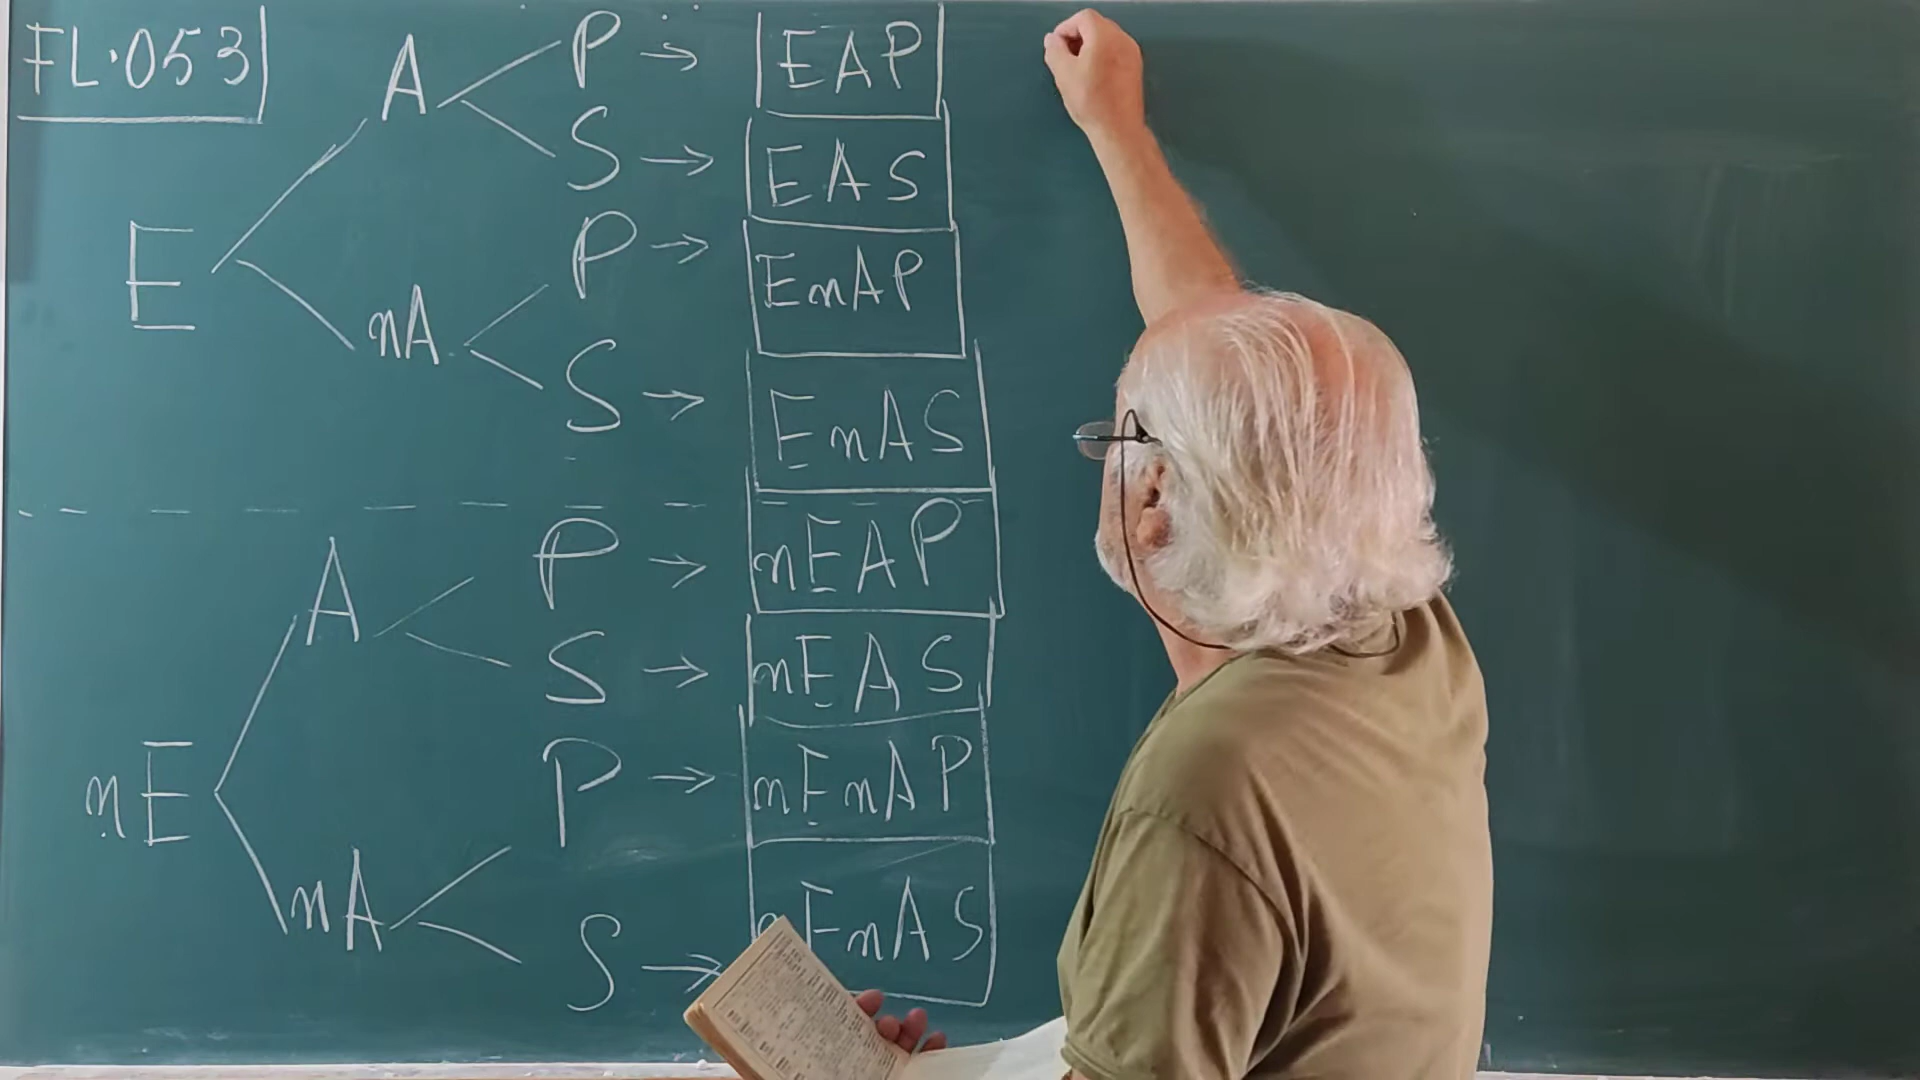 FL·053
A P → EAP
S → EAS
E
P → EnAP
nA
S → EnAS
P → nEAP
A
S → nEAS
nE
P → nEnAP
nA
S → nEnAS